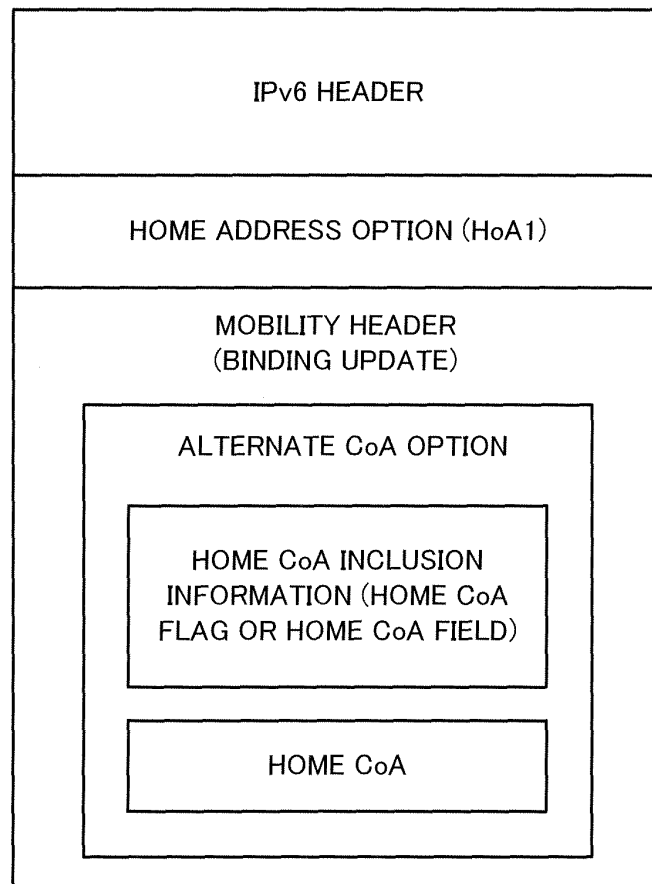 IPv6 HEADER
HOME ADDRESS OPTION (HoA1)
MOBILITY HEADER
(BINDING UPDATE)
ALTERNATE CoA OPTION
HOME CoA INCLUSION
INFORMATION (HOME CoA
FLAG OR HOME CoA FIELD)
HOME CoA